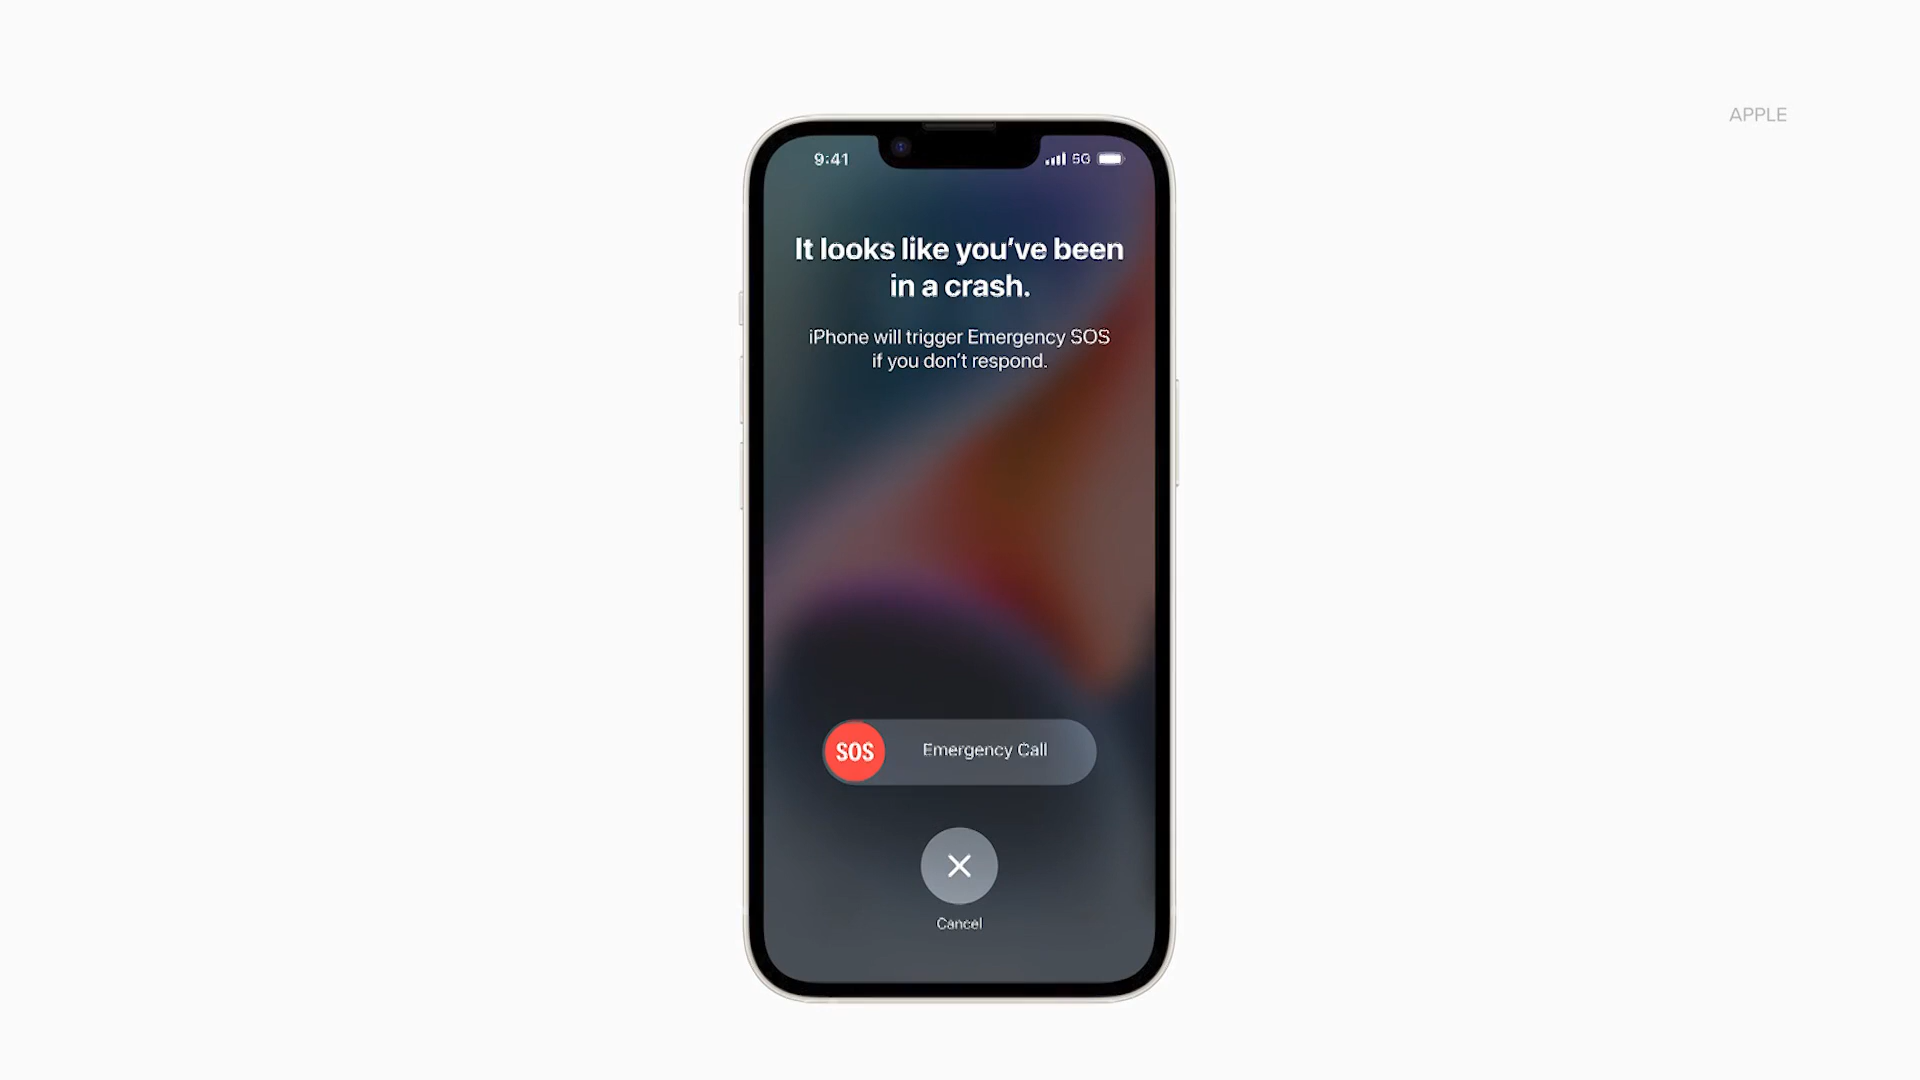 APPLE
9:41
5G
It looks like you've been
in a crash.
iPhone will trigger Emergency SOS
if you don't respond.
SOS
Emergency Call
Cancel